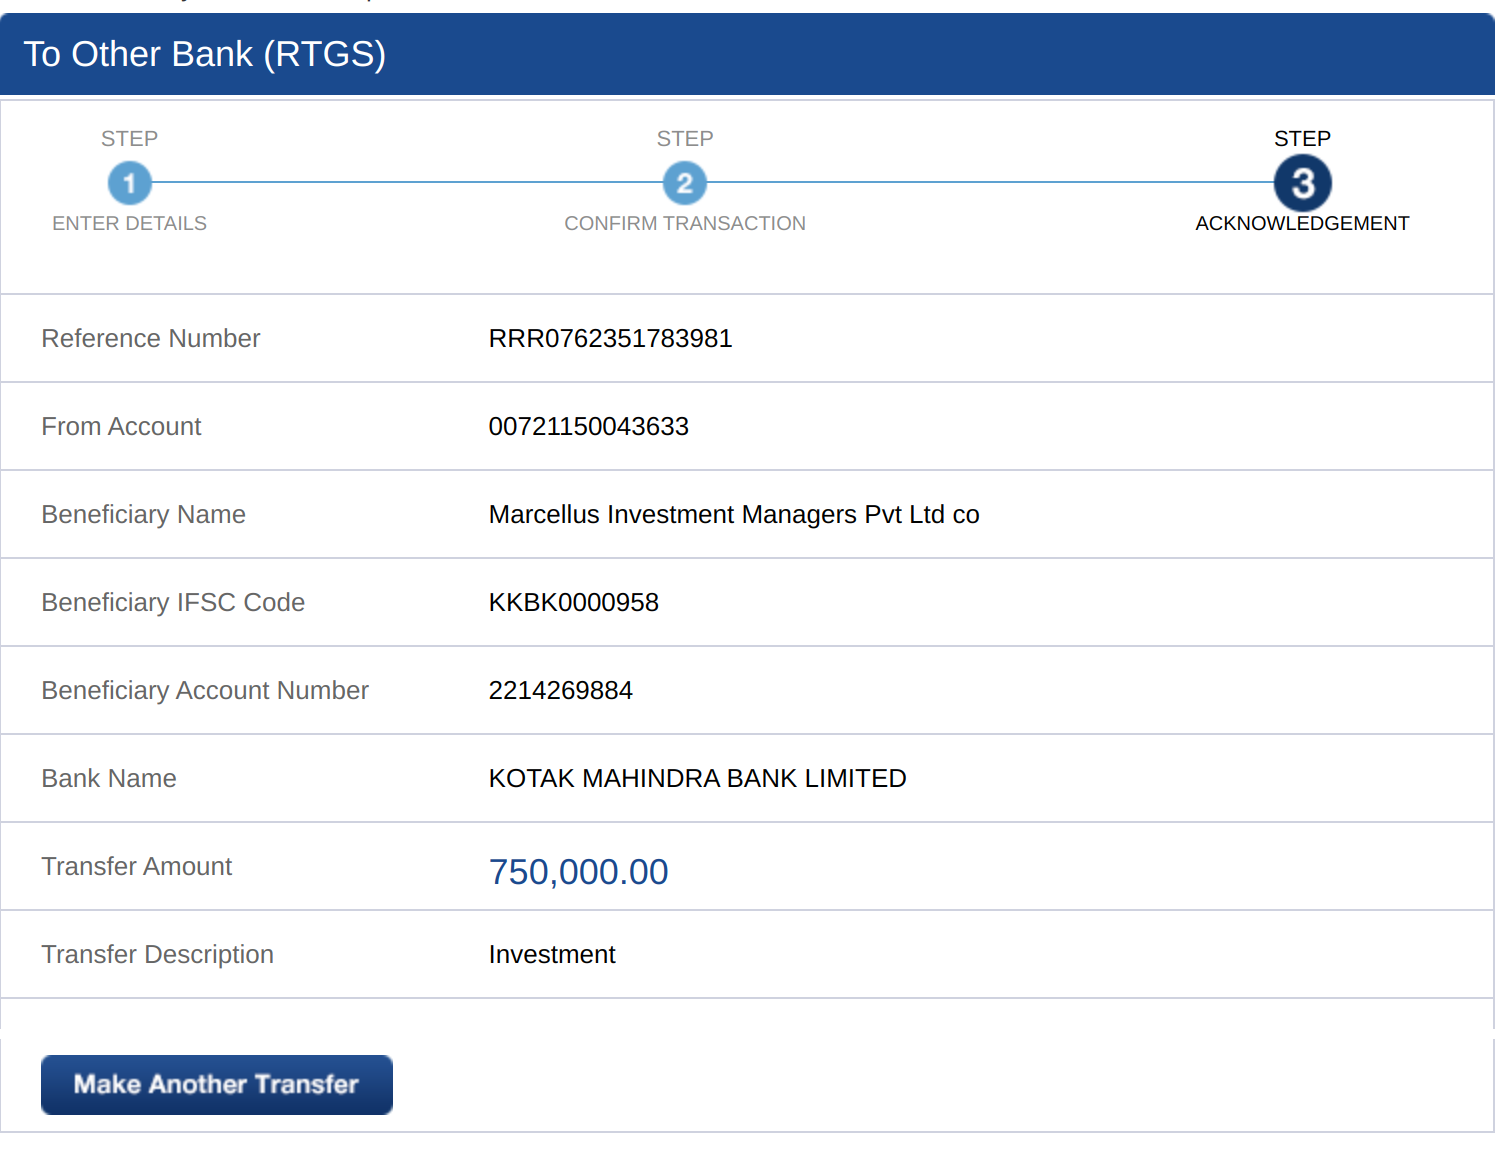 To Other Bank (RTGS)
STEP STEP STEP
1 2 3
ENTER DETAILS CONFIRM TRANSACTION ACKNOWLEDGEMENT
Reference Number RRR0762351783981
From Account 00721150043633
Beneficiary Name Marcellus Investment Managers Pvt Ltd co
Beneficiary IFSC Code KKBK0000958
Beneficiary Account Number 2214269884
Bank Name KOTAK MAHINDRA BANK LIMITED
Transfer Amount 750,000.00
Transfer Description Investment
Make Another Transfer